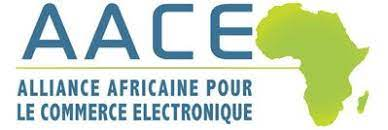 AACE
ALLIANCE AFRICAINE POUR
LE COMMERCE ELECTRONIQUE